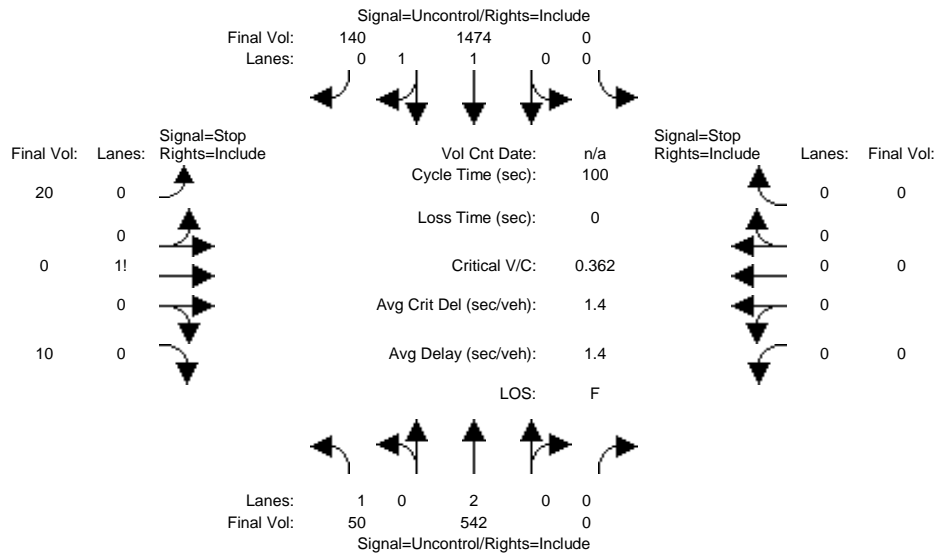 Signal=Uncontrol/Rights=Include
Final Vol: 140 1474 0
Lanes: 0 1 1 0 0
Signal=Stop Signal=Stop
Final Vol: Lanes: Rights=Include Vol Cnt Date: n/a Rights=Include Lanes: Final Vol:
Cycle Time (sec): 100
20 0 0 0
Loss Time (sec): 0
0 0
0 1! Critical V/C: 0.362 0 0
0 Avg Crit Del (sec/veh): 1.4 0
10 0 Avg Delay (sec/veh): 1.4 0 0
LOS: F
Lanes: 1 0 2 0 0
Final Vol: 50 542 0
Signal=Uncontrol/Rights=Include